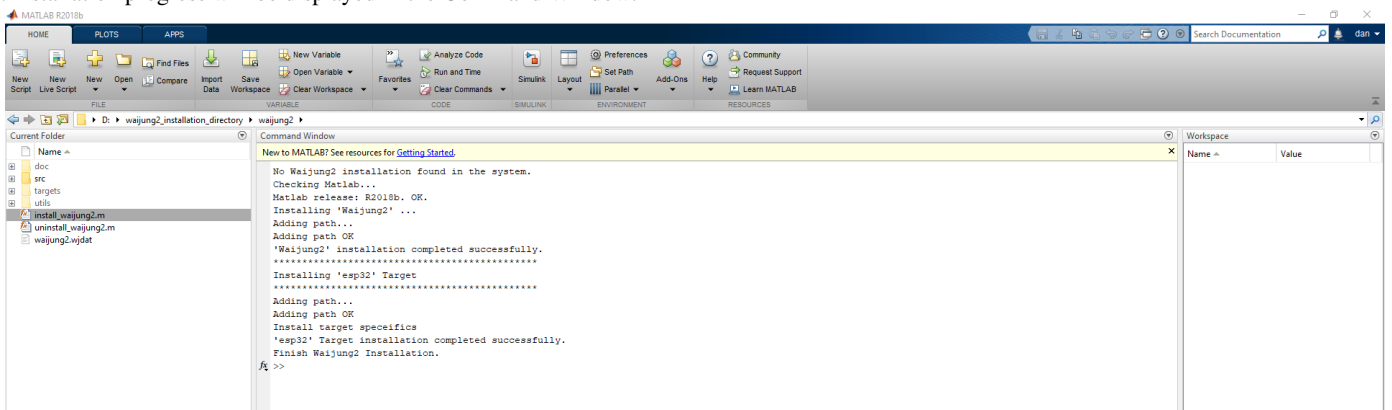 MATLAB R2018b
HOME PLOTS APPS
Search Documentation dan
New Script
New Live Script
New
Open
Find Files
Compare
Import Data
Save Workspace
New Variable
Open Variable
Clear Workspace
Favorites
Analyze Code
Run and Time
Clear Commands
Simulink
Layout
Preferences
Set Path
Parallel
Add-Ons
Help
Community
Request Support
Learn MATLAB
FILE VARIABLE CODE SIMULINK ENVIRONMENT RESOURCES
D: waijung2_installation_directory waijung2
Current Folder
Name
doc
src
targets
utils
install_waijung2.m
uninstall_waijung2.m
waijung2.wjdat
Command Window
New to MATLAB? See resources for Getting Started.
No Waijung2 installation found in the system.
Checking Matlab...
Matlab release: R2018b. OK.
Installing 'Waijung2' ...
Adding path...
Adding path OK
'Waijung2' installation completed successfully.
**********************************************
Installing 'esp32' Target
**********************************************
Adding path...
Adding path OK
Install target speceifics
'esp32' Target installation completed successfully.
Finish Waijung2 Installation.
fx >>
Workspace
Name Value